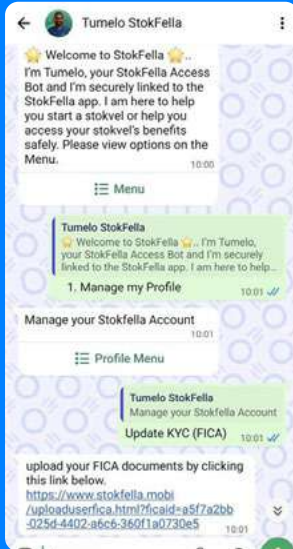 Tumelo StokFella
🌟 Welcome to StokFella 🌟..
I'm Tumelo, your StokFella Access
Bot and I'm securely linked to the
StokFella app. I am here to help
you start a stokvel or help you
access your stokvel's benefits
safely. Please view options on the
Menu.
10:00
Menu
Tumelo StokFella
🌟 Welcome to StokFella 🌟.. I'm Tumelo,
your StokFella Access Bot and I'm securely
linked to the StokFella app. I am here to help...
1. Manage my Profile
10:01
Manage your Stokfella Account
10:01
Profile Menu
Tumelo StokFella
Manage your Stokfella Account
Update KYC (FICA)
10:01
upload your FICA documents by clicking
this link below.
https://www.stokfella.mobi
/uploaduserfica.html?ficaid=a5f7a2bb
-025d-4402-a6c6-360f1a0730e5
10:01